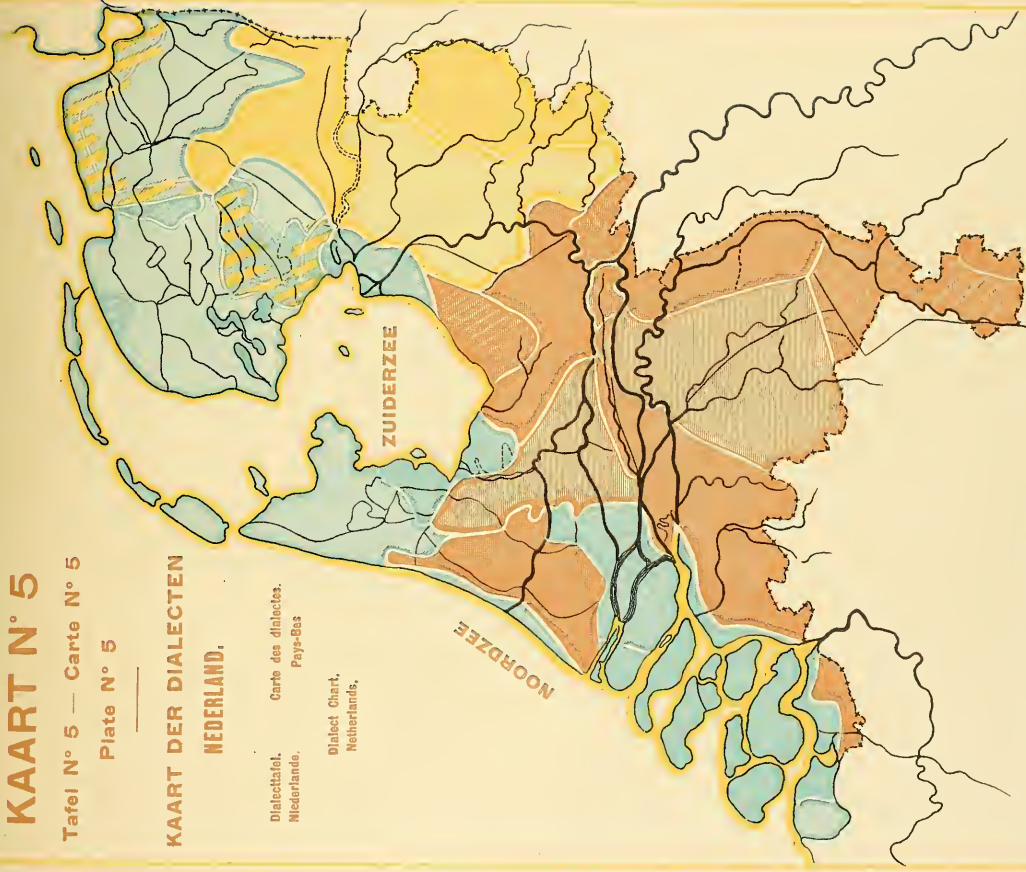 KAART N° 5
Tafel N° 5 — Carte N° 5
Plate N° 5
KAART DER DIALECTEN
NEDERLAND.
Dialecttafel.
Niederlande.
Carte des dialectes.
Pays-Bas
Dialect Chart.
Netherlands.
ZUIDERZEE
NOORDZEE